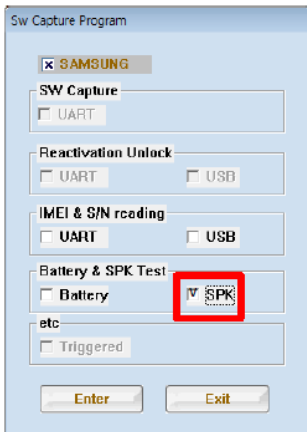 Sw Capture Program
SAMSUNG
SW Capture
UART
Reactivation Unlock
UART USB
IMEI & S/N reading
UART USB
Battery & SPK Test
Battery SPK
etc
Triggered
Enter Exit